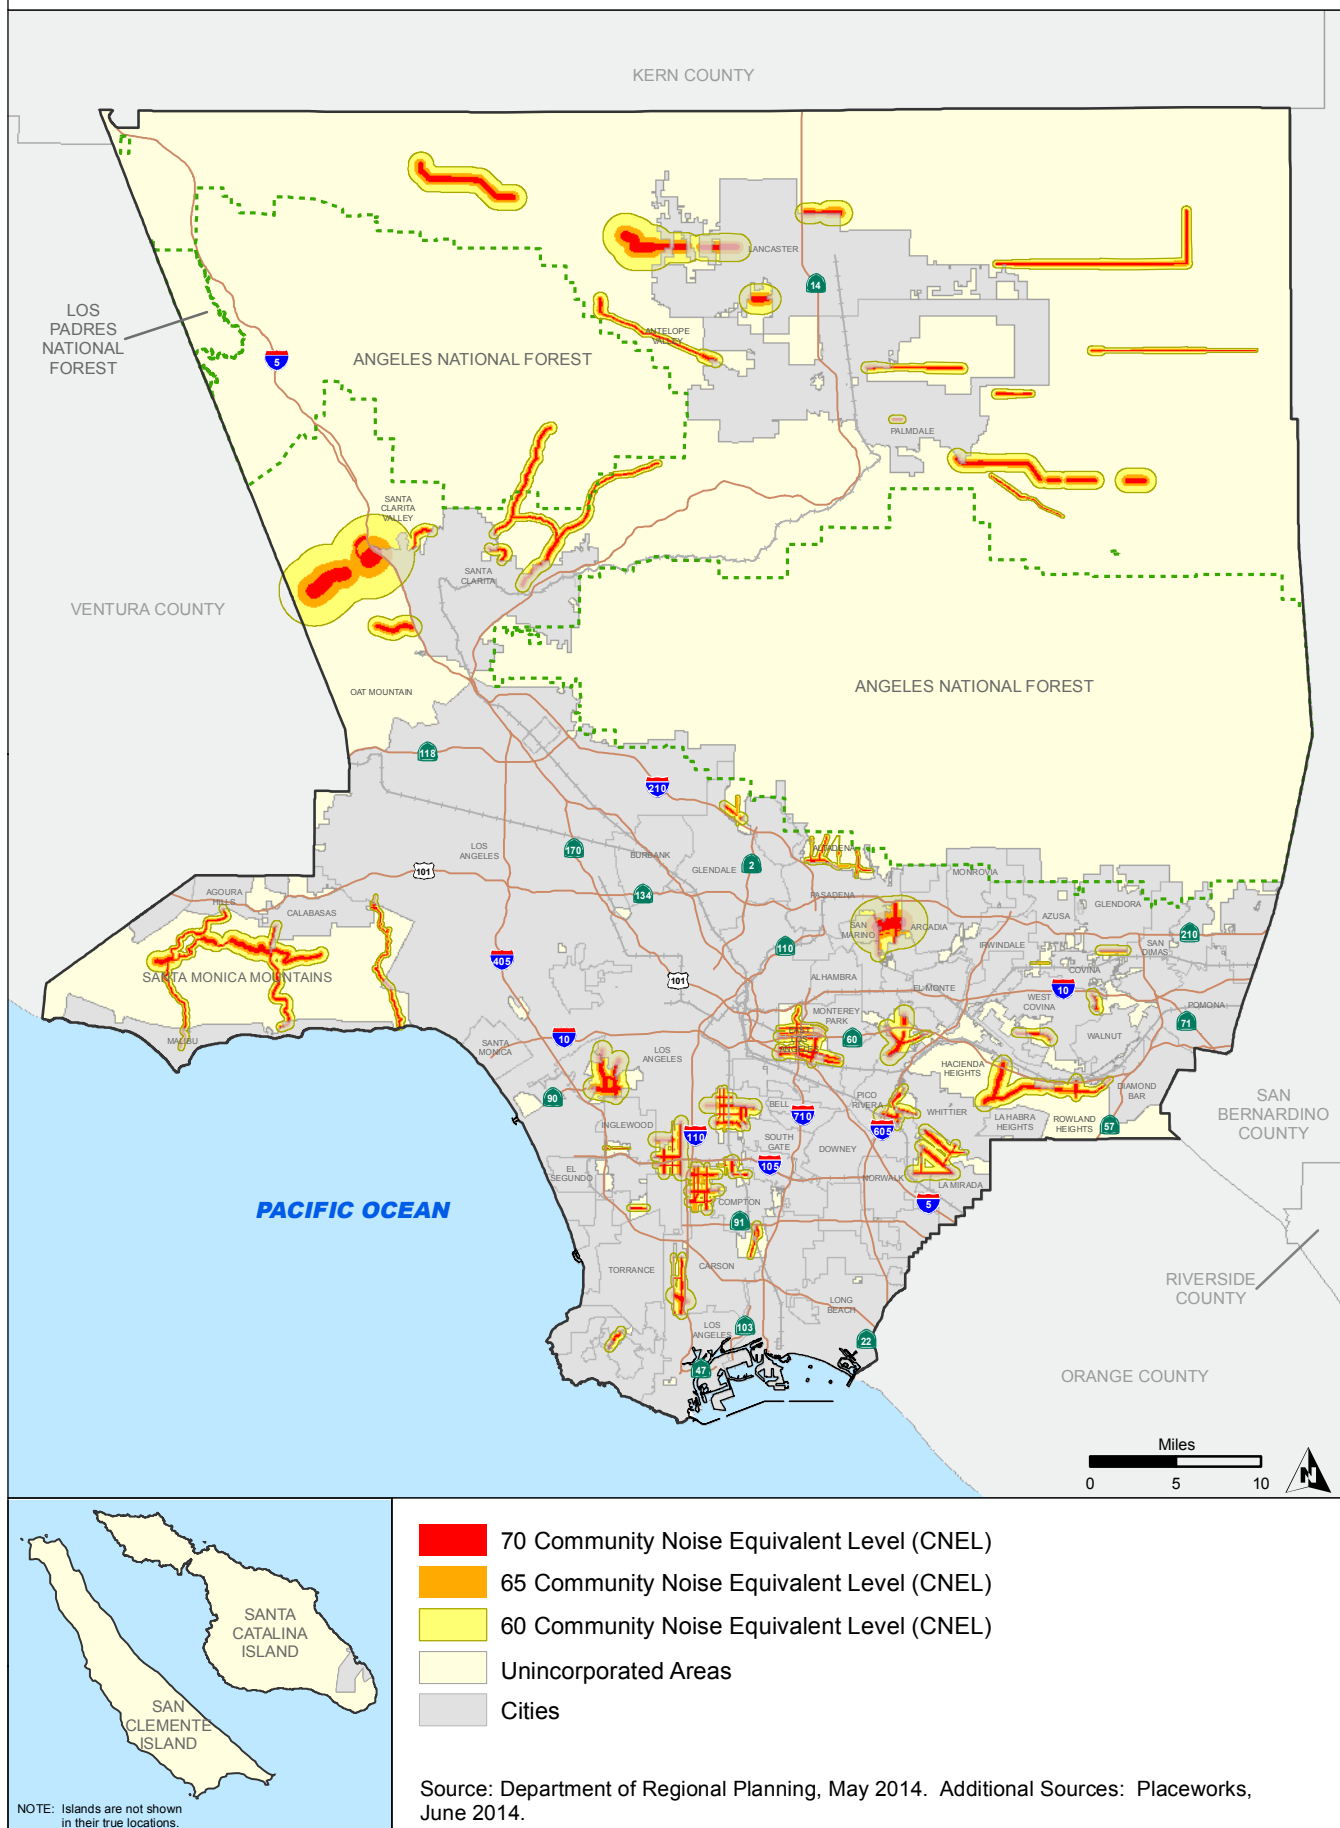 KERN COUNTY
LOS
PADRES
NATIONAL
FOREST
5
ANGELES NATIONAL FOREST
LANCASTER
14
ANTELOPE
VALLEY
PALMDALE
SANTA
CLARITA
VALLEY
SANTA
CLARITA
VENTURA COUNTY
OAT MOUNTAIN
ANGELES NATIONAL FOREST
118
210
LOS
ANGELES
170
BURBANK
GLENDALE
2
ALTADENA
101
134
PASADENA
MONROVIA
AGOURA
HILLS
CALABASAS
AZUSA
GLENDORA
SAN
MARINO
ARCADIA
210
110
IRWINDALE
SAN
DIMAS
405
SANTA MONICA MOUNTAINS
101
ALHAMBRA
EL MONTE
COVINA
10
WEST
COVINA
POMONA
MONTEREY
PARK
71
MALIBU
SANTA
MONICA
10
LOS
ANGELES
EAST
LOS
ANGELES
60
WALNUT
HACIENDA
HEIGHTS
DIAMOND
BAR
90
BELL
710
PICO
RIVERA
WHITTIER
LA HABRA
HEIGHTS
ROWLAND
HEIGHTS
57
SAN
BERNARDINO
COUNTY
INGLEWOOD
110
SOUTH
GATE
605
DOWNEY
EL
SEGUNDO
105
NORWALK
LA MIRADA
COMPTON
5
PACIFIC OCEAN
91
TORRANCE
CARSON
LONG
BEACH
RIVERSIDE
COUNTY
LOS
ANGELES
103
22
47
ORANGE COUNTY
Miles
0 5 10
N
SANTA
CATALINA
ISLAND
SAN
CLEMENTE
ISLAND
NOTE: Islands are not shown
in their true locations.
70 Community Noise Equivalent Level (CNEL)
65 Community Noise Equivalent Level (CNEL)
60 Community Noise Equivalent Level (CNEL)
Unincorporated Areas
Cities
Source: Department of Regional Planning, May 2014. Additional Sources: Placeworks,
June 2014.